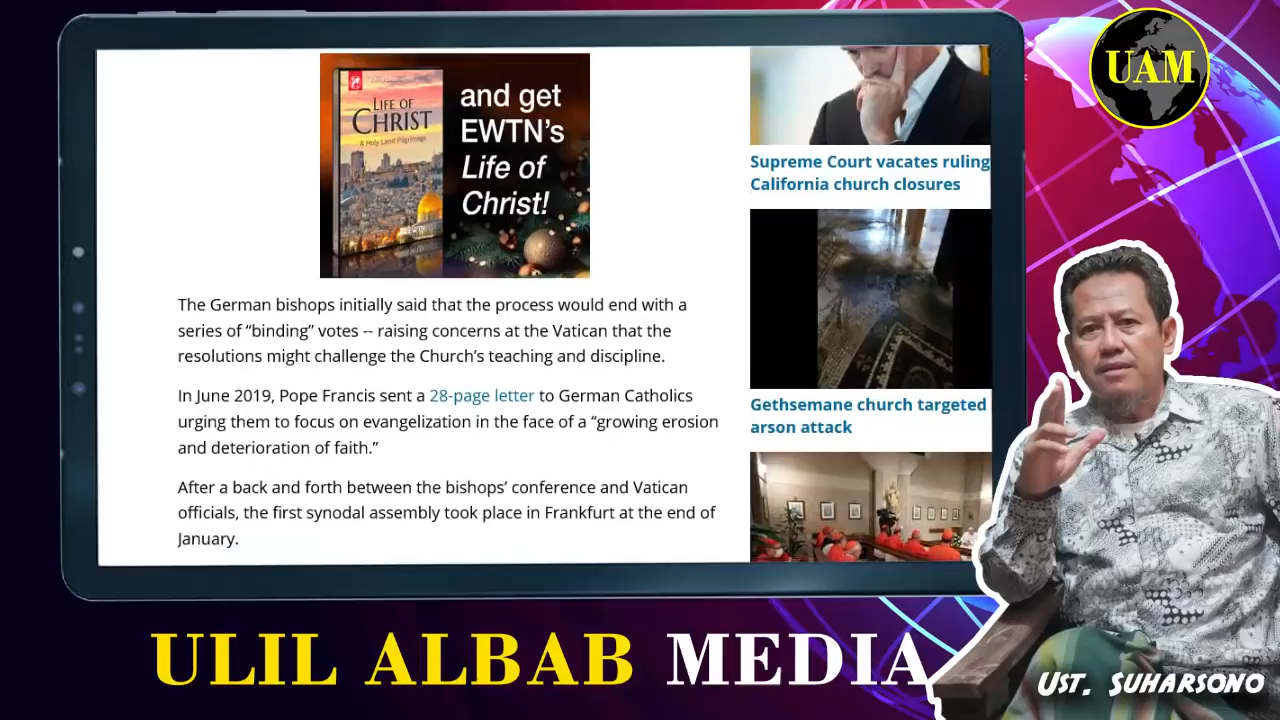 LIFE OF
CHRIST
A Holy Land Pilgrimage
and get
EWTN's
Life of
Christ!
The German bishops initially said that the process would end with a
series of “binding” votes -- raising concerns at the Vatican that the
resolutions might challenge the Church’s teaching and discipline.
In June 2019, Pope Francis sent a 28-page letter to German Catholics
urging them to focus on evangelization in the face of a “growing erosion
and deterioration of faith.”
After a back and forth between the bishops’ conference and Vatican
officials, the first synodal assembly took place in Frankfurt at the end of
January.
Supreme Court vacates ruling
California church closures
Gethsemane church targeted
arson attack
UAM
ULIL ALBAB MEDIA
UST. SUHARSONO